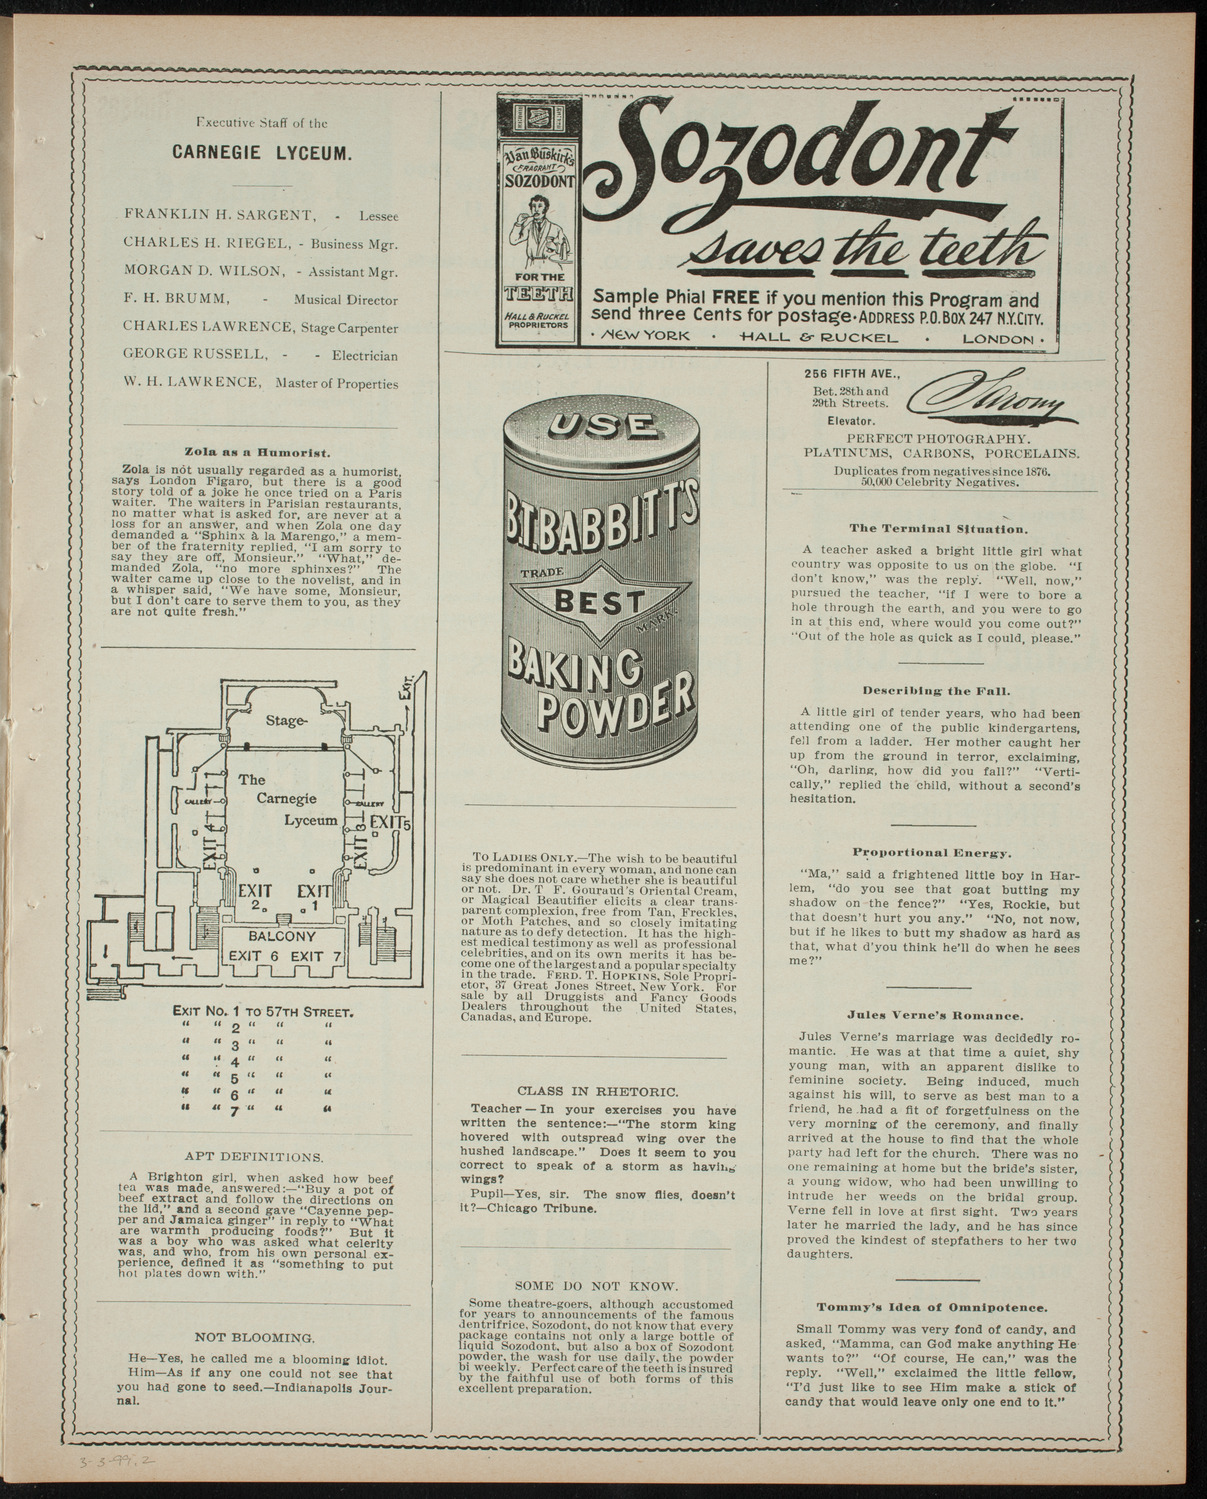 Executive Staff of the
CARNEGIE LYCEUM.
FRANKLIN H. SARGENT, - Lessee
CHARLES H. RIEGEL, - Business Mgr.
MORGAN D. WILSON, - Assistant Mgr.
F. H. BRUMM, - Musical Director
CHARLES LAWRENCE, Stage Carpenter
GEORGE RUSSELL, - - Electrician
W. H. LAWRENCE, Master of Properties
Zola as a Humorist.
Zola is not usually regarded as a humorist,
says London Figaro, but there is a good
story told of a joke he once tried on a Paris
waiter. The waiters in Parisian restaurants,
no matter what is asked for, are never at a
loss for an answer, and when Zola one day
demanded a "Sphinx à la Marengo," a mem-
ber of the fraternity replied, "I am sorry to
say they are off, Monsieur." "What," de-
manded Zola, "no more sphinxes?" The
waiter came up close to the novelist, and in
a whisper said, "We have some, Monsieur,
but I don't care to serve them to you, as they
are not quite fresh."
EXIT.
Stage-
The
Carnegie
Lyceum
GALLERY
GALLERY
EXIT 4
EXIT 3
EXIT 5
EXIT 2
EXIT 1
BALCONY
EXIT 6 EXIT 7
EXIT NO. 1 TO 57TH STREET.
" " 2 " " "
" " 3 " " "
" " 4 " " "
" " 5 " " "
" " 6 " " "
" " 7 " " "
APT DEFINITIONS.
A Brighton girl, when asked how beef
tea was made, answered:—"Buy a pot of
beef extract and follow the directions on
the lid," and a second gave "Cayenne pep-
per and Jamaica ginger" in reply to "What
are warmth producing foods?" But it
was a boy who was asked what celerity
was, and who, from his own personal ex-
perience, defined it as "something to put
hot plates down with."
NOT BLOOMING.
He—Yes, he called me a blooming idiot.
Him—As if any one could not see that
you had gone to seed.—Indianapolis Jour-
nal.
Van Buskirk's
FRAGRANT
SOZODONT
FOR THE
TEETH
HALL & RUCKEL
PROPRIETORS
Sozodont
saves the teeth
Sample Phial FREE if you mention this Program and
send three Cents for postage. ADDRESS P.O. BOX 247 N.Y. CITY.
· NEW YORK · HALL & RUCKEL · LONDON ·
USE
B.T. BABBITT'S
TRADE
BEST
MARK
BAKING
POWDER
TO LADIES ONLY.—The wish to be beautiful
is predominant in every woman, and none can
say she does not care whether she is beautiful
or not. Dr. T F. Gouraud's Oriental Cream,
or Magical Beautifier elicits a clear trans-
parent complexion, free from Tan, Freckles,
or Moth Patches, and so closely imitating
nature as to defy detection. It has the high-
est medical testimony as well as professional
celebrities, and on its own merits it has be-
come one of the largest and a popular specialty
in the trade. FERD. T. HOPKINS, Sole Propri-
etor, 37 Great Jones Street, New York. For
sale by all Druggists and Fancy Goods
Dealers throughout the United States,
Canadas, and Europe.
CLASS IN RHETORIC.
Teacher—In your exercises you have
written the sentence:—"The storm king
hovered with outspread wing over the
hushed landscape." Does it seem to you
correct to speak of a storm as having
wings?
Pupil—Yes, sir. The snow flies, doesn't
it?—Chicago Tribune.
SOME DO NOT KNOW.
Some theatre-goers, although accustomed
for years to announcements of the famous
dentrifrice, Sozodont, do not know that every
package contains not only a large bottle of
liquid Sozodont, but also a box of Sozodont
powder, the wash for use daily, the powder
bi weekly. Perfect care of the teeth is insured
by the faithful use of both forms of this
excellent preparation.
256 FIFTH AVE.,
Bet. 28th and
29th Streets.
Elevator.
Sarony
PERFECT PHOTOGRAPHY.
PLATINUMS, CARBONS, PORCELAINS.
Duplicates from negatives since 1876.
50,000 Celebrity Negatives.
The Terminal Situation.
A teacher asked a bright little girl what
country was opposite to us on the globe. "I
don't know," was the reply. "Well, now,"
pursued the teacher, "if I were to bore a
hole through the earth, and you were to go
in at this end, where would you come out?"
"Out of the hole as quick as I could, please."
Describing the Fall.
A little girl of tender years, who had been
attending one of the public kindergartens,
fell from a ladder. Her mother caught her
up from the ground in terror, exclaiming,
"Oh, darling, how did you fall?" "Verti-
cally," replied the child, without a second's
hesitation.
Proportional Energy.
"Ma," said a frightened little boy in Har-
lem, "do you see that goat butting my
shadow on the fence?" "Yes, Rockie, but
that doesn't hurt you any." "No, not now,
but if he likes to butt my shadow as hard as
that, what d'you think he'll do when he sees
me?"
Jules Verne's Romance.
Jules Verne's marriage was decidedly ro-
mantic. He was at that time a quiet, shy
young man, with an apparent dislike to
feminine society. Being induced, much
against his will, to serve as best man to a
friend, he had a fit of forgetfulness on the
very morning of the ceremony, and finally
arrived at the house to find that the whole
party had left for the church. There was no
one remaining at home but the bride's sister,
a young widow, who had been unwilling to
intrude her weeds on the bridal group.
Verne fell in love at first sight. Two years
later he married the lady, and he has since
proved the kindest of stepfathers to her two
daughters.
Tommy's Idea of Omnipotence.
Small Tommy was very fond of candy, and
asked, "Mamma, can God make anything He
wants to?" "Of course, He can," was the
reply. "Well," exclaimed the little fellow,
"I'd just like to see Him make a stick of
candy that would leave only one end to it."
3-3-99.2